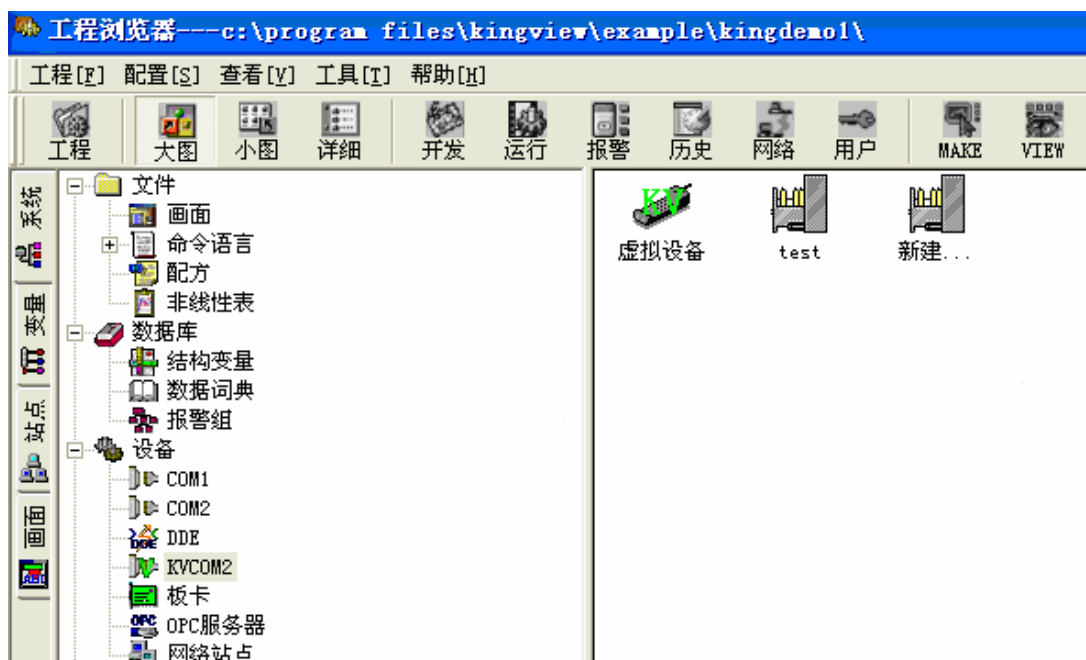 工程浏览器---c:\program files\kingview\example\kingdemo1\
工程[F] 配置[S] 查看[V] 工具[T] 帮助[H]
工程 大图 小图 详细 开发 运行 报警 历史 网络 用户 MAKE VIEW
系统
变量
站点
画面
文件
画面
命令语言
配方
非线性表
数据库
结构变量
数据词典
报警组
设备
COM1
COM2
DDE
KVCOM2
板卡
OPC服务器
网络站点
KV
虚拟设备 test 新建...